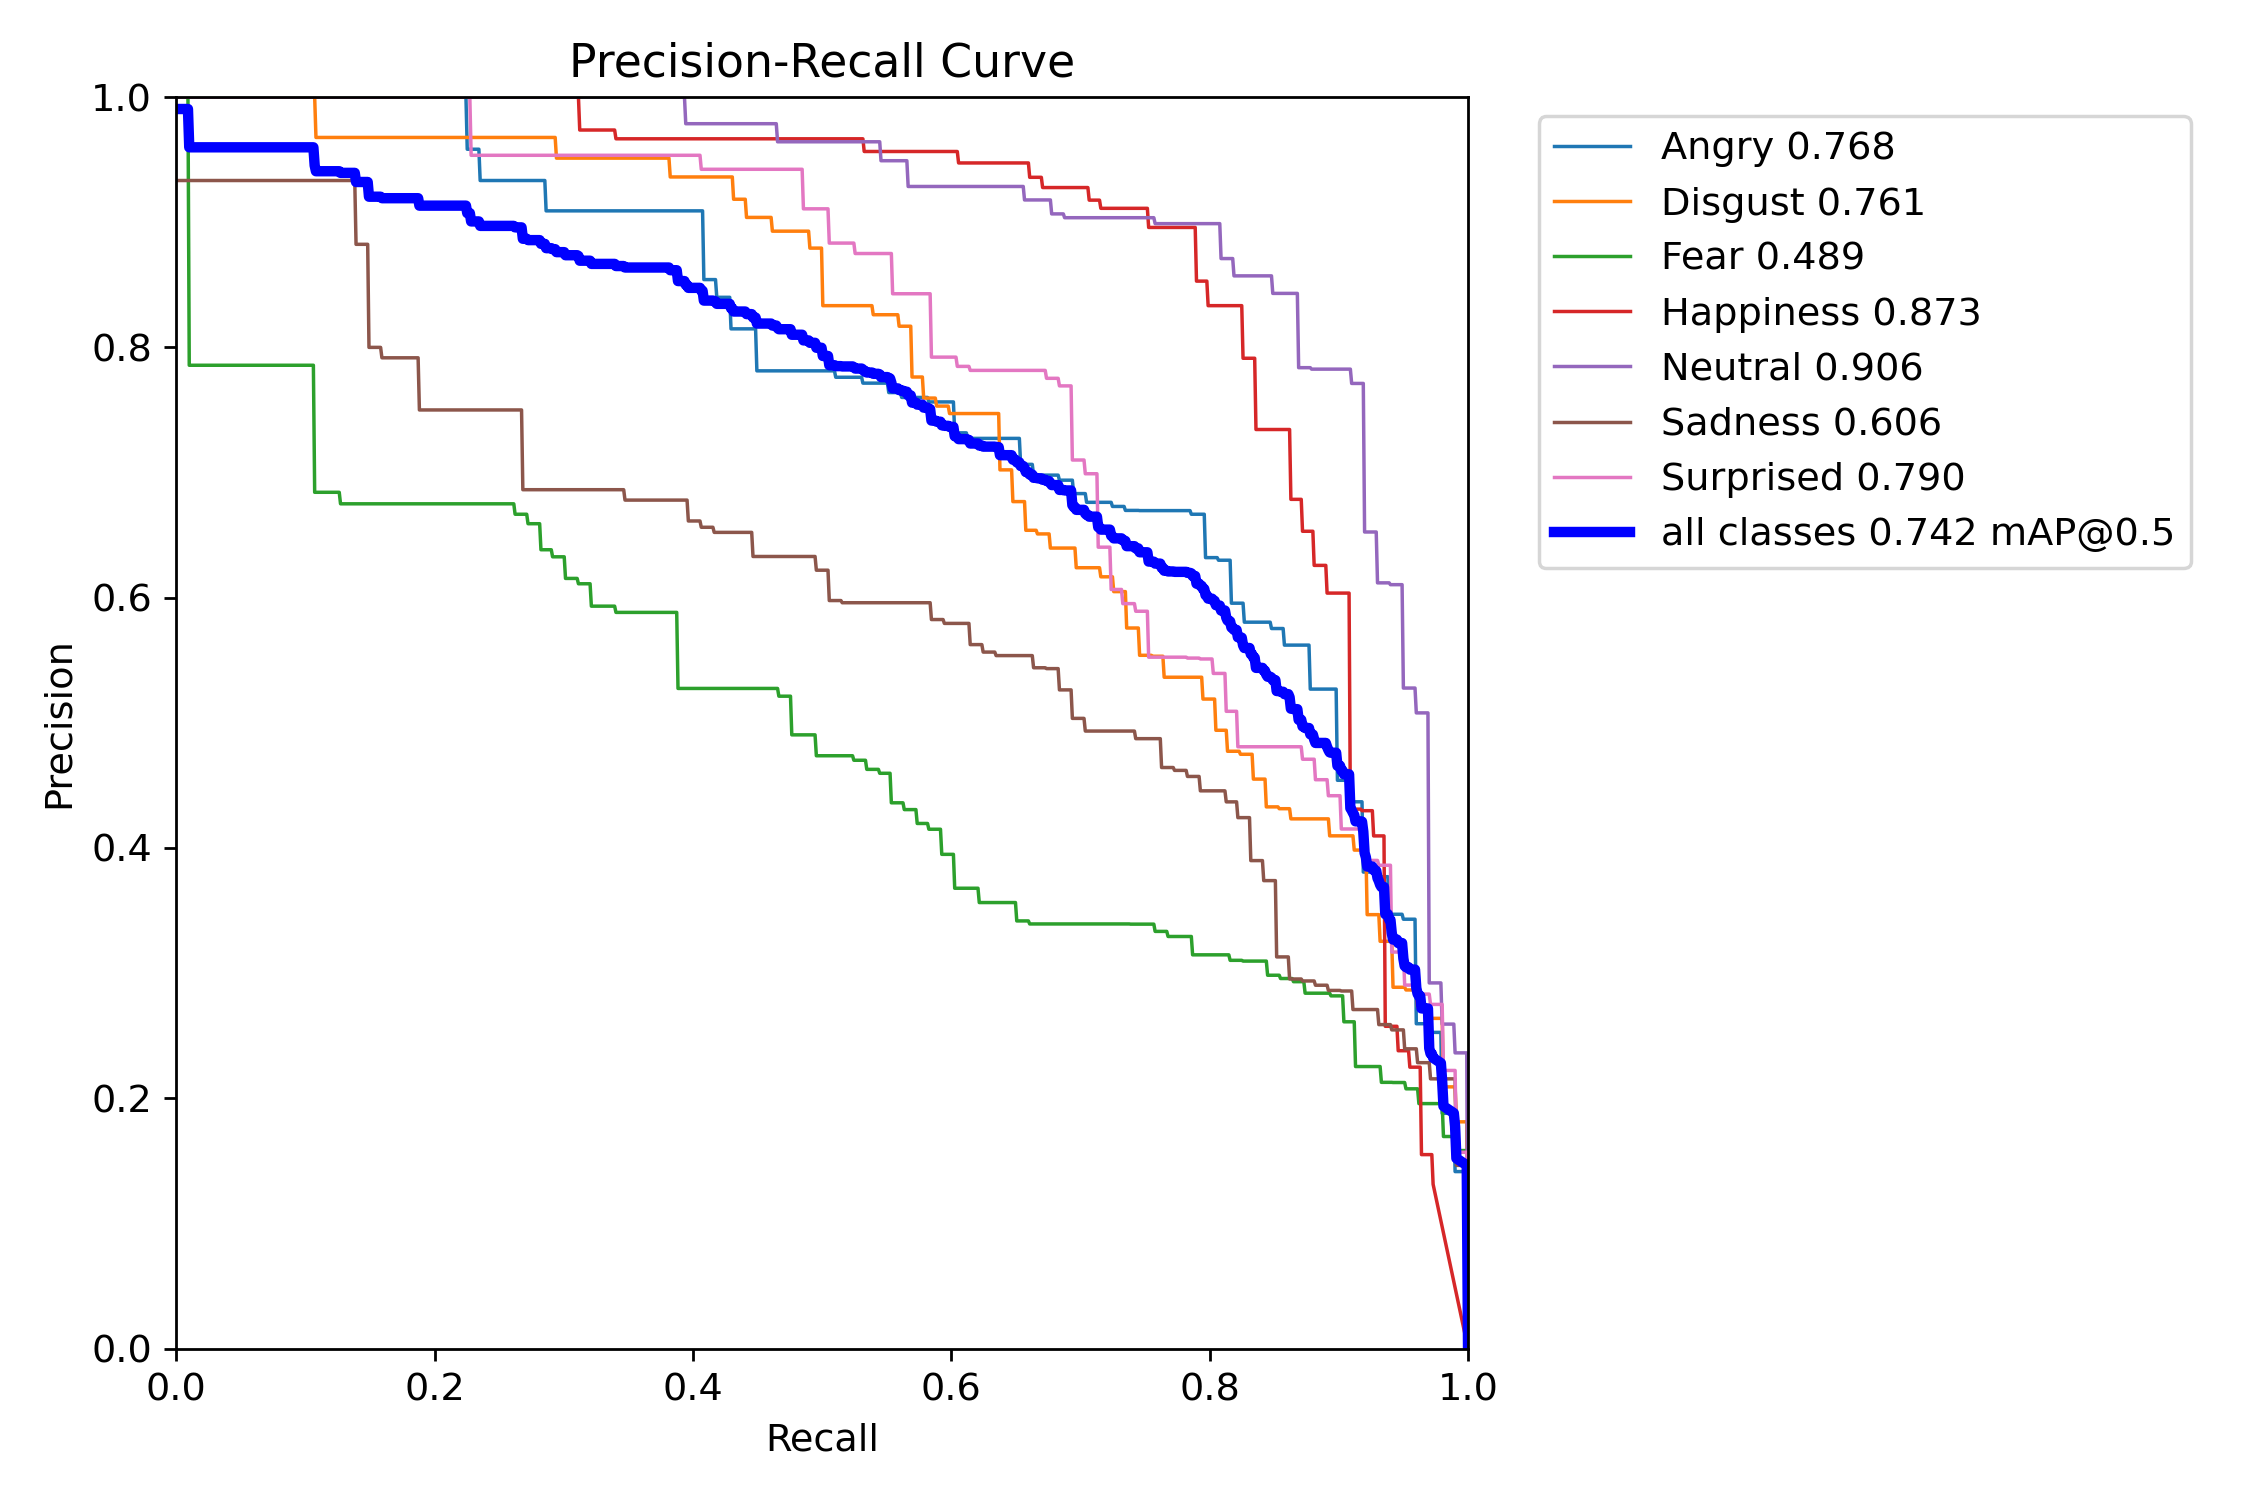 Precision-Recall Curve
1.0
0.8
0.6
0.4
0.2
0.0
Precision
0.0 0.2 0.4 0.6 0.8 1.0
Recall
Angry 0.768
Disgust 0.761
Fear 0.489
Happiness 0.873
Neutral 0.906
Sadness 0.606
Surprised 0.790
all classes 0.742 mAP@0.5